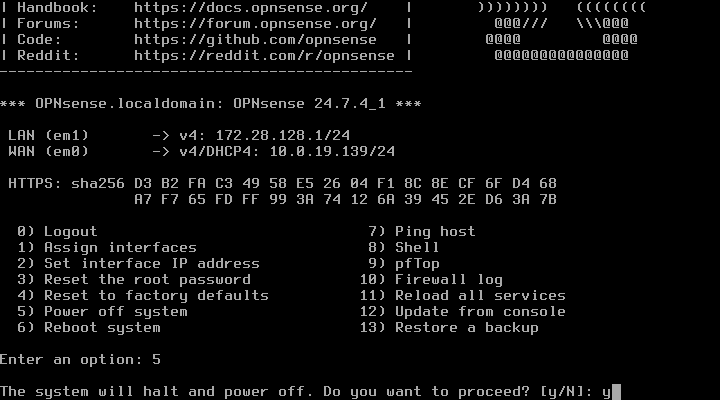 | Handbook:   https://docs.opnsense.org/     |        ))))))))   ((((((((
| Forums:     https://forum.opnsense.org/    |          @@@///   \\\@@@
| Code:       https://github.com/opnsense    |         @@@@         @@@@
| Reddit:     https://reddit.com/r/opnsense  |          @@@@@@@@@@@@@@@
----------------------------------------------

*** OPNsense.localdomain: OPNsense 24.7.4_1 ***

 LAN (em1)       -> v4: 172.28.128.1/24
 WAN (em0)       -> v4/DHCP4: 10.0.19.139/24

 HTTPS: sha256 D3 B2 FA C3 49 58 E5 26 04 F1 8C 8E CF 6F D4 68
               A7 F7 65 FD FF 99 3A 74 12 6A 39 45 2E D6 3A 7B

  0) Logout                              7) Ping host
  1) Assign interfaces                   8) Shell
  2) Set interface IP address            9) pfTop
  3) Reset the root password            10) Firewall log
  4) Reset to factory defaults          11) Reload all services
  5) Power off system                   12) Update from console
  6) Reboot system                      13) Restore a backup

Enter an option: 5

The system will halt and power off. Do you want to proceed? [y/N]: y